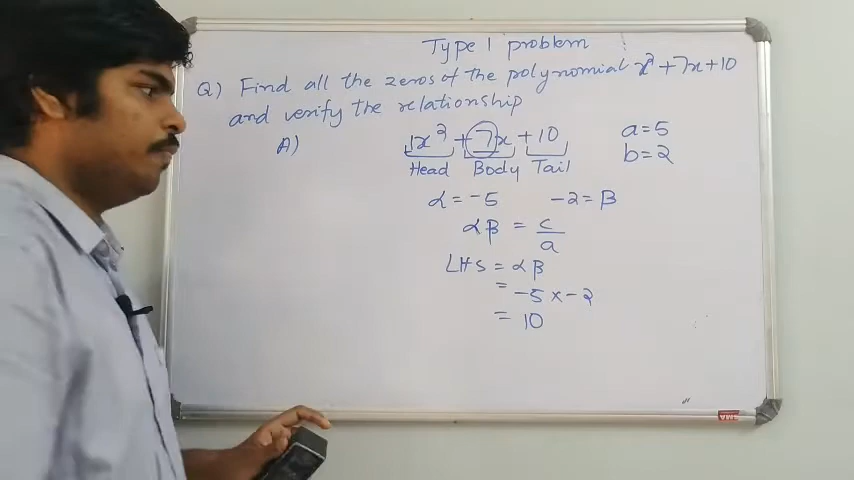 Type 1 problem
Q) Find all the zeros of the polynomial x² + 7x + 10
and verify the relationship
A) 1x² + 7x + 10 a = 5
Head Body Tail b = 2
α = -5 -2 = β
αβ = c/a
LHS = αβ
= -5 x -2
= 10